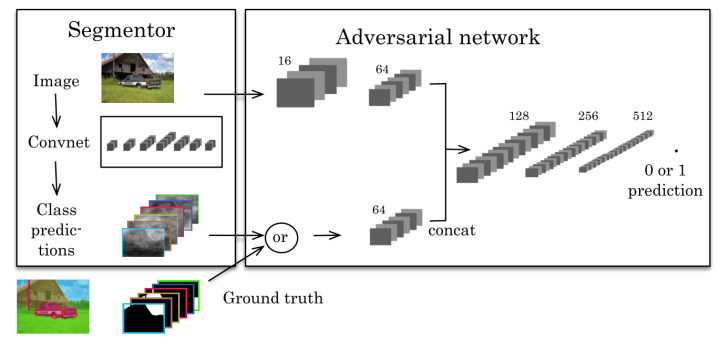 Segmentor
Adversarial network
Image
16
64
Convnet
128
256
512
0 or 1
prediction
Class
predic-
tions
or
64
concat
Ground truth